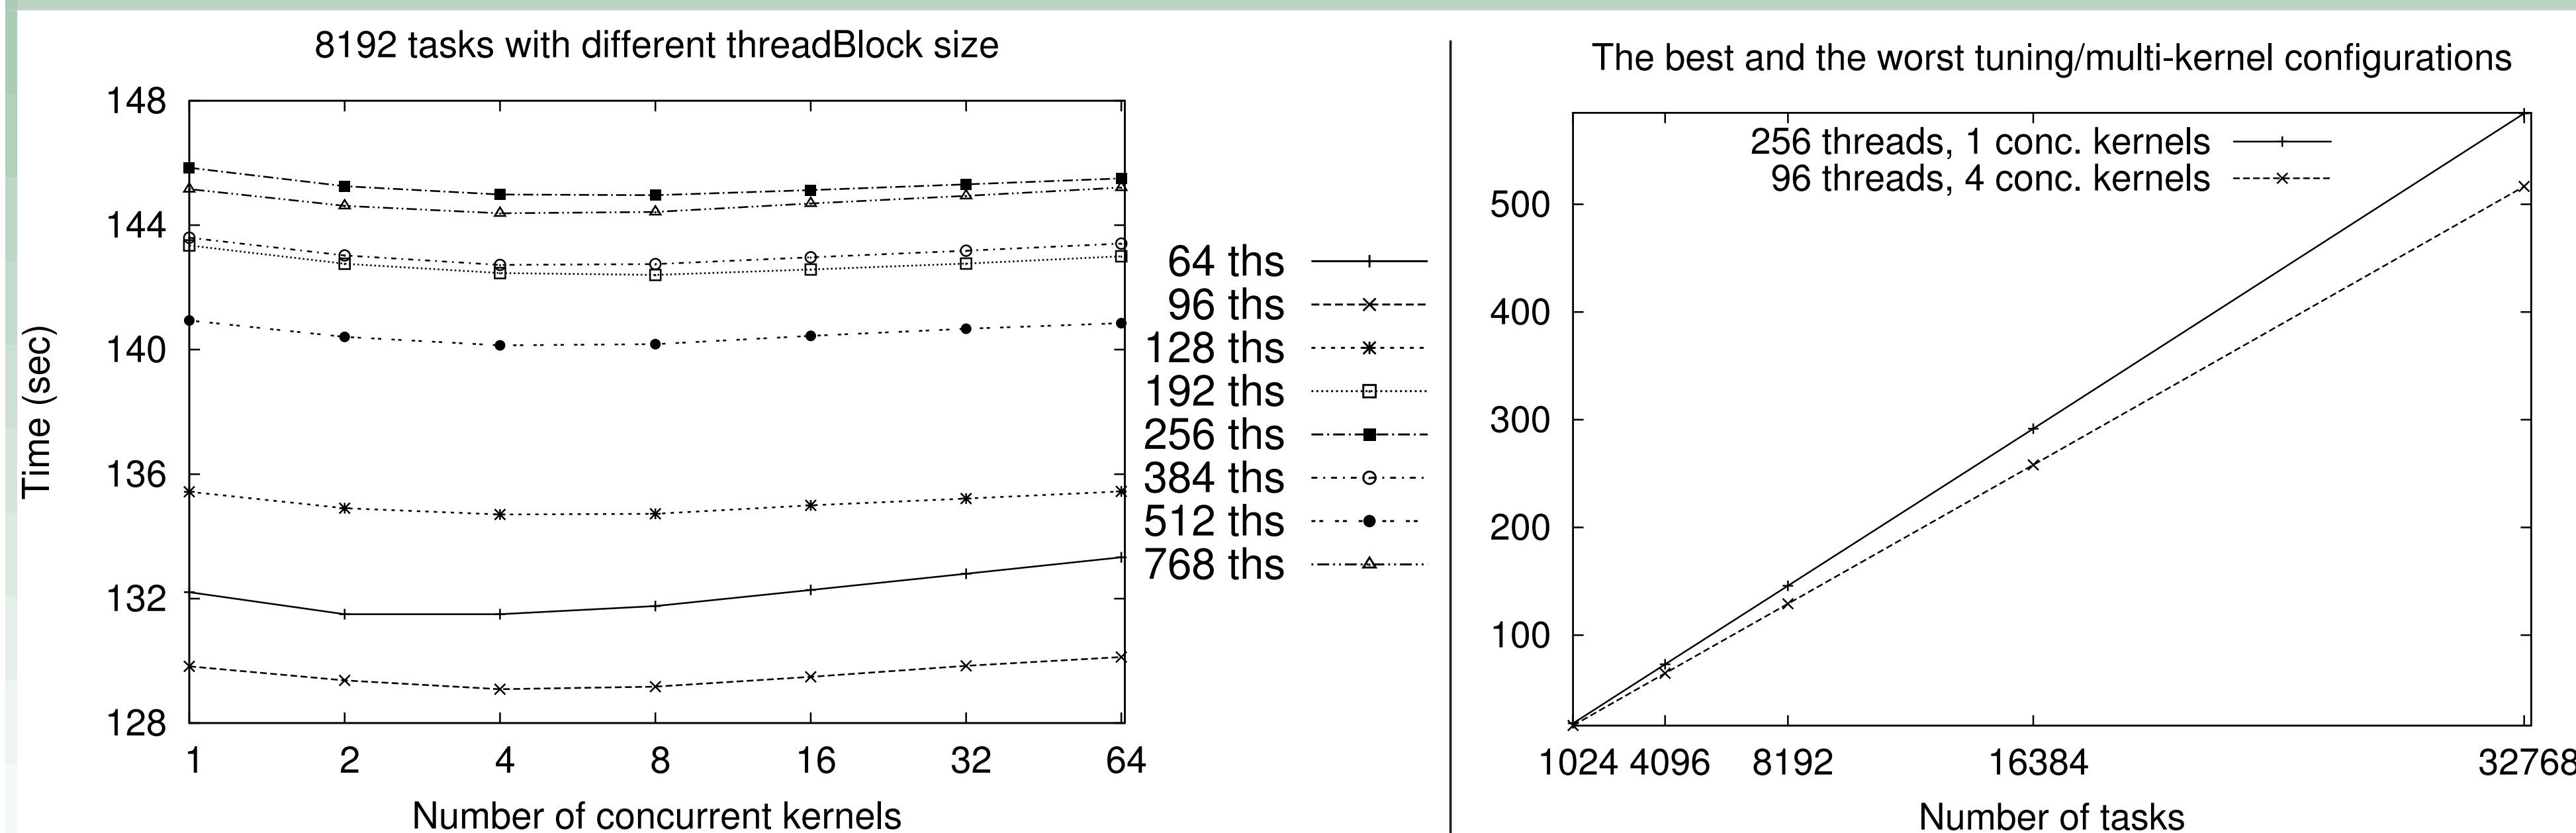 8192 tasks with different threadBlock size
148
144
140
136
132
128
Time (sec)
1 2 4 8 16 32 64
Number of concurrent kernels
64 ths
96 ths
128 ths
192 ths
256 ths
384 ths
512 ths
768 ths
The best and the worst tuning/multi-kernel configurations
256 threads, 1 conc. kernels
96 threads, 4 conc. kernels
500
400
300
200
100
1024 4096 8192 16384 32768
Number of tasks